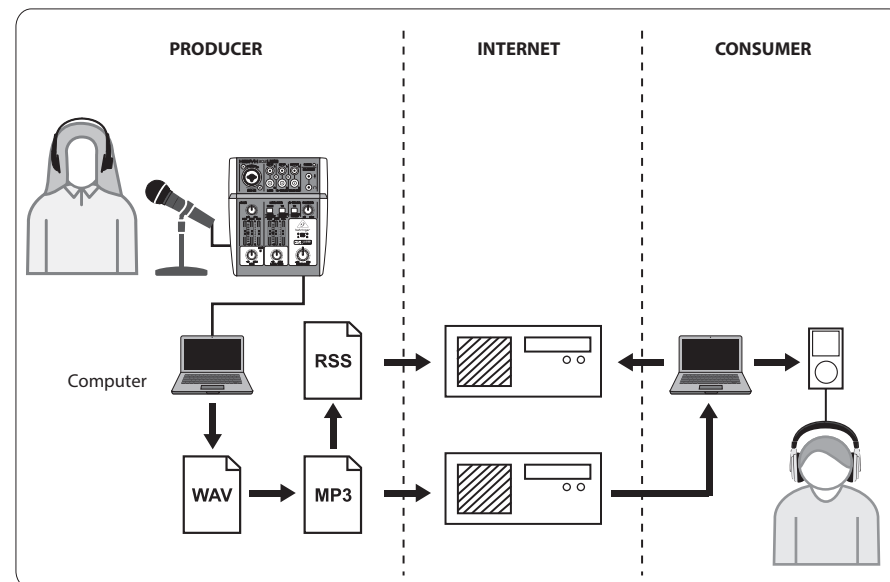 PRODUCER
INTERNET
CONSUMER
RSS
Computer
WAV
MP3